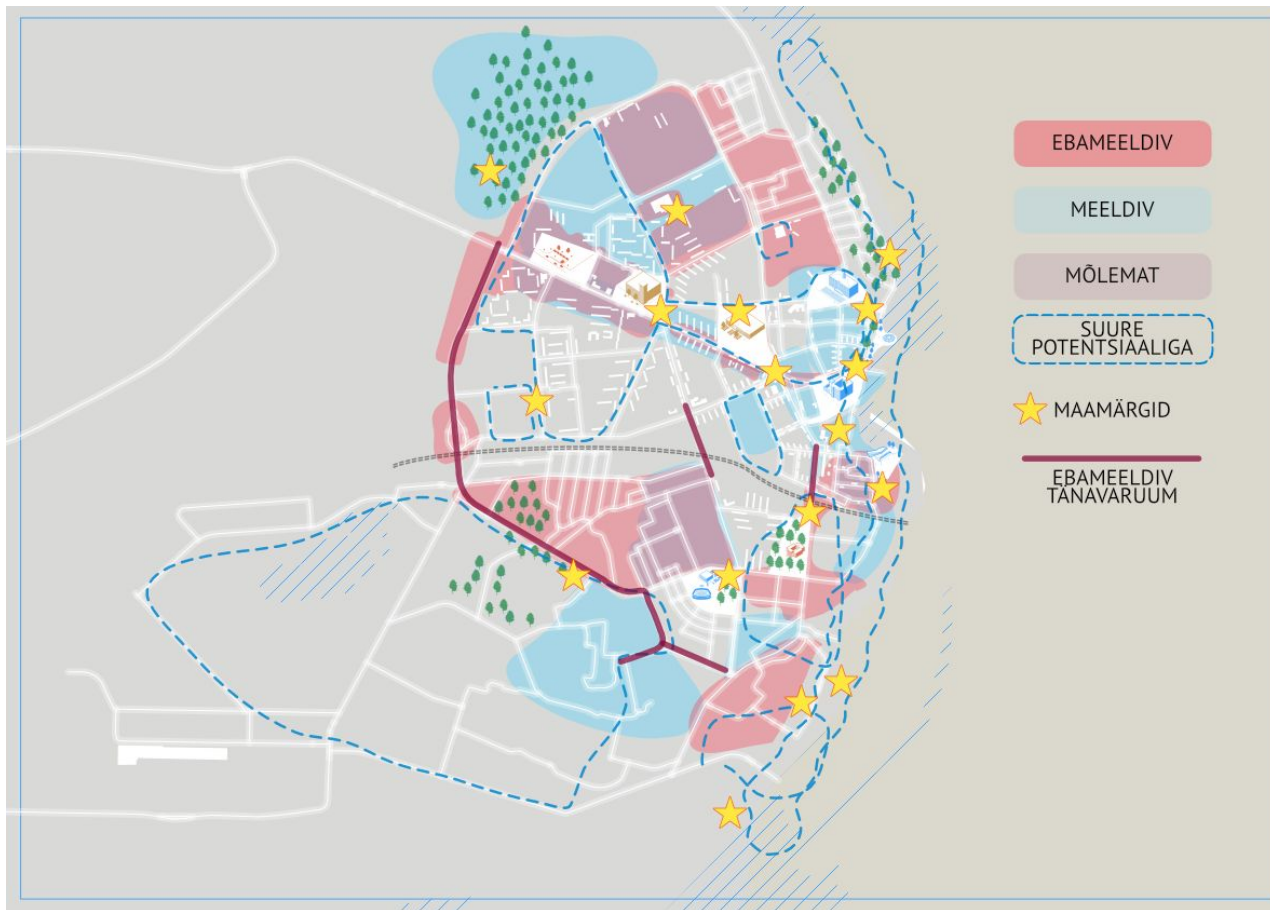 EBAMEELDIV
MEELDIV
MÕLEMAT
SUURE
POTENTSIAALIGA
MAAMÄRGID
EBAMEELDIV
TÄNAVARUUM